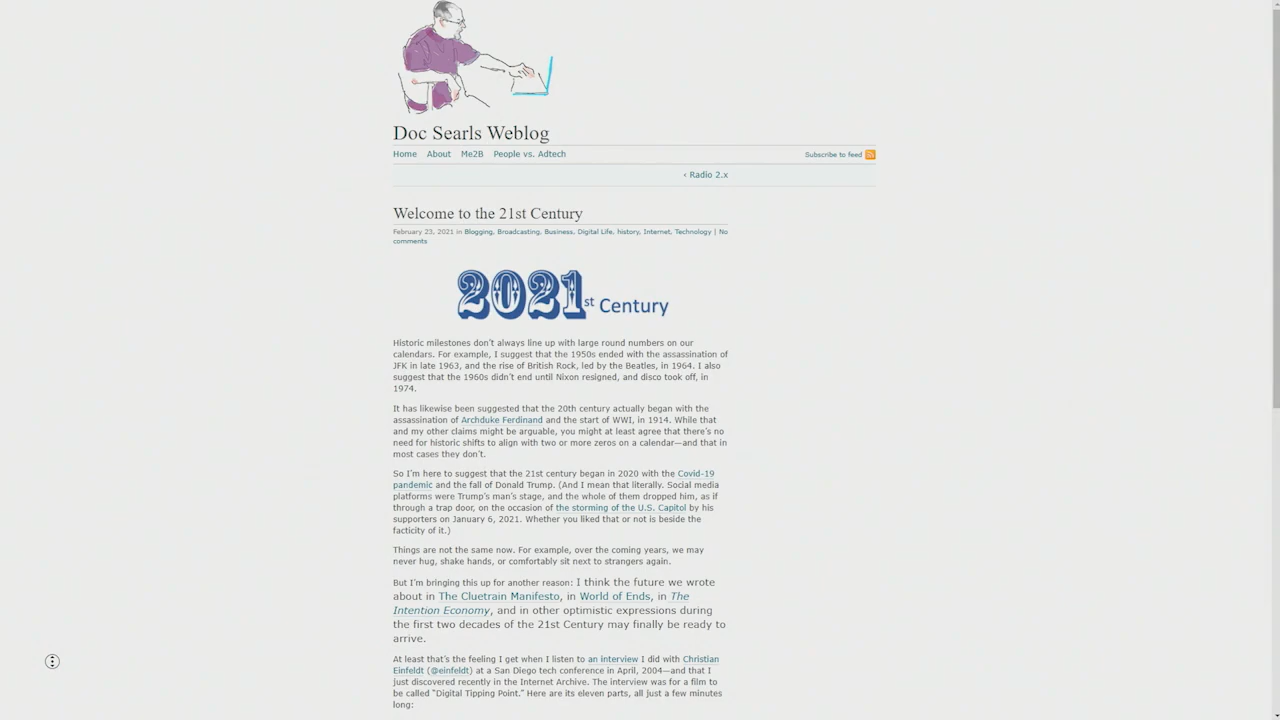 Doc Searls Weblog
Home About Me2B People vs. Adtech Subscribe to feed
‹ Radio 2.x
Welcome to the 21st Century
February 23, 2021 in Blogging, Broadcasting, Business, Digital Life, history, Internet, Technology | No
comments
2021st Century
Historic milestones don’t always line up with large round numbers on our
calendars. For example, I suggest that the 1950s ended with the assassination of
JFK in late 1963, and the rise of British Rock, led by the Beatles, in 1964. I also
suggest that the 1960s didn’t end until Nixon resigned, and disco took off, in
1974.
It has likewise been suggested that the 20th century actually began with the
assassination of Archduke Ferdinand and the start of WWI, in 1914. While that
and my other claims might be arguable, you might at least agree that there’s no
need for historic shifts to align with two or more zeros on a calendar—and that in
most cases they don’t.
So I’m here to suggest that the 21st century began in 2020 with the Covid-19
pandemic and the fall of Donald Trump. (And I mean that literally. Social media
platforms were Trump’s man’s stage, and the whole of them dropped him, as if
through a trap door, on the occasion of the storming of the U.S. Capitol by his
supporters on January 6, 2021. Whether you liked that or not is beside the
facticity of it.)
Things are not the same now. For example, over the coming years, we may
never hug, shake hands, or comfortably sit next to strangers again.
But I’m bringing this up for another reason: I think the future we wrote
about in The Cluetrain Manifesto, in World of Ends, in The
Intention Economy, and in other optimistic expressions during
the first two decades of the 21st Century may finally be ready to
arrive.
At least that’s the feeling I get when I listen to an interview I did with Christian
Einfeldt (@einfeldt) at a San Diego tech conference in April, 2004—and that I
just discovered recently in the Internet Archive. The interview was for a film to
be called “Digital Tipping Point.” Here are its eleven parts, all just a few minutes
long: